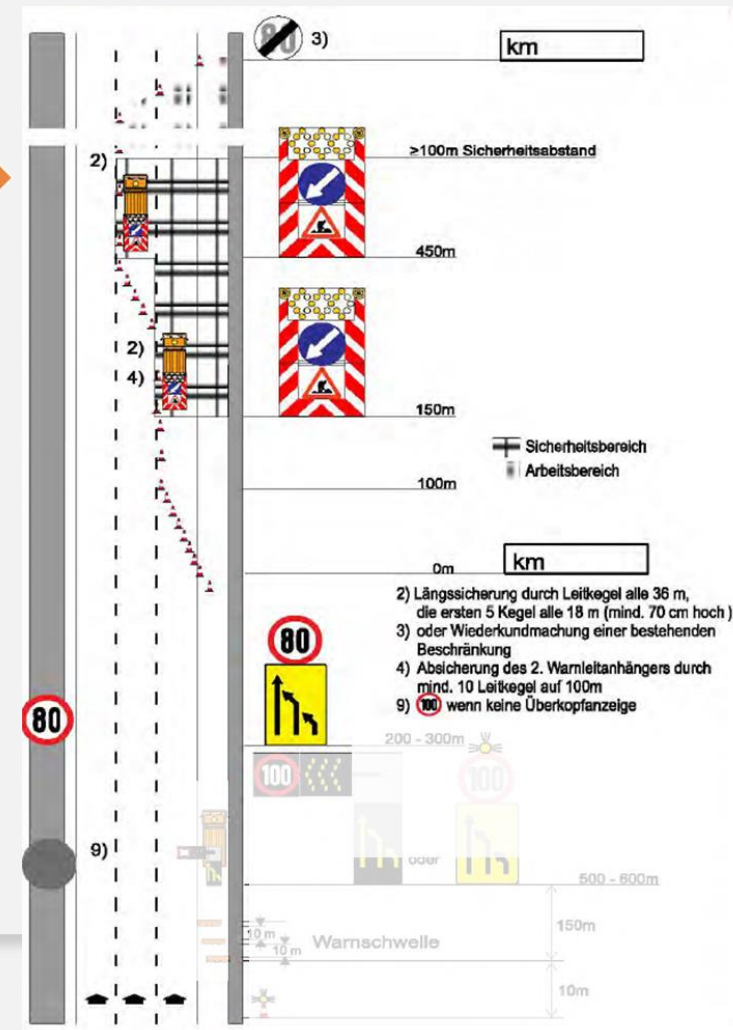 80 3)
km
2)
≥100m Sicherheitsabstand
450m
2)
4)
150m
Sicherheitsbereich
Arbeitsbereich
100m
0m
km
2) Längssicherung durch Leitkegel alle 36 m,
die ersten 5 Kegel alle 18 m (mind. 70 cm hoch )
3) oder Wiederkundmachung einer bestehenden
Beschränkung
4) Absicherung des 2. Warnleitanhängers durch
mind. 10 Leitkegel auf 100m
9) 100 wenn keine Überkopfanzeige
80
80
200 - 300m
100
100
9)
oder
500 - 600m
10 m
10 m
Warnschwelle
150m
10m